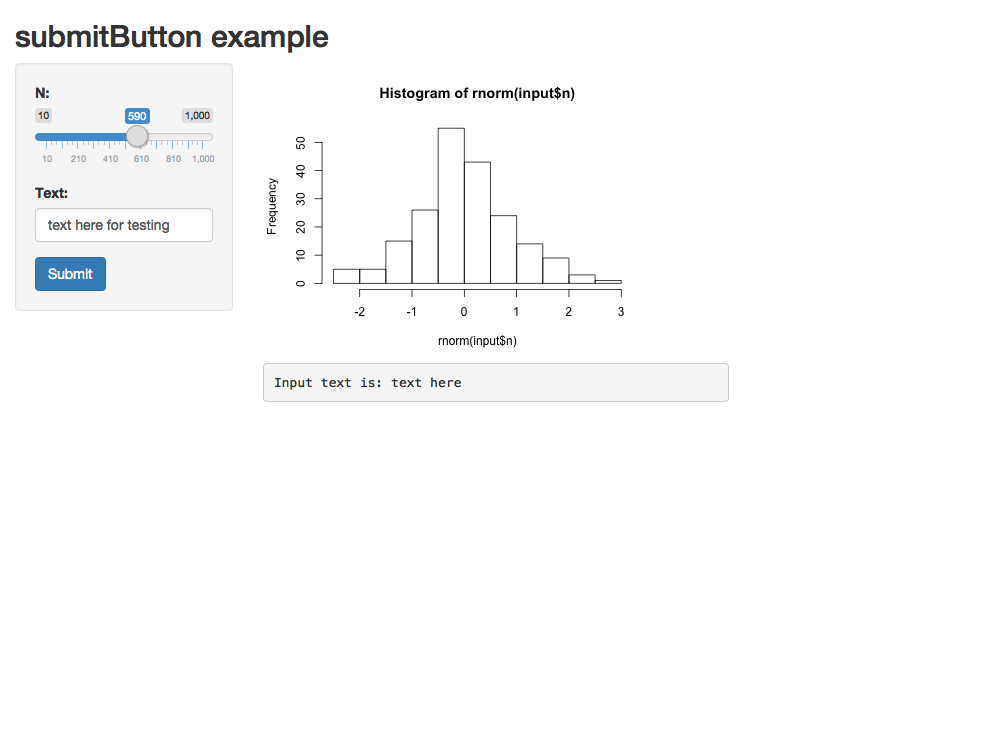 submitButton example
N:
10 590 1,000
10 210 410 610 810 1,000
Text:
text here for testing
Submit
Histogram of rnorm(input$n)
Frequency
50
40
30
20
10
0
-2 -1 0 1 2 3
rnorm(input$n)
Input text is: text here